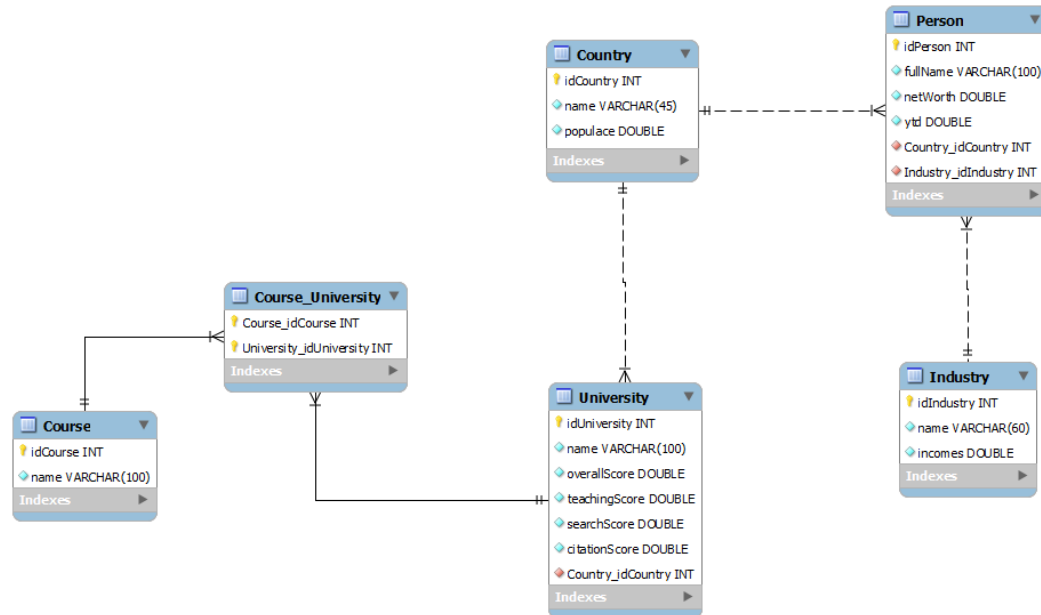 Person
idPerson INT
fullName VARCHAR(100)
netWorth DOUBLE
ytd DOUBLE
Country_idCountry INT
Industry_idIndustry INT
Indexes
Country
idCountry INT
name VARCHAR(45)
populace DOUBLE
Indexes
Course_University
Course_idCourse INT
University_idUniversity INT
Indexes
Industry
idIndustry INT
name VARCHAR(60)
incomes DOUBLE
Indexes
University
idUniversity INT
name VARCHAR(100)
overallScore DOUBLE
teachingScore DOUBLE
searchScore DOUBLE
citationScore DOUBLE
Country_idCountry INT
Indexes
Course
idCourse INT
name VARCHAR(100)
Indexes